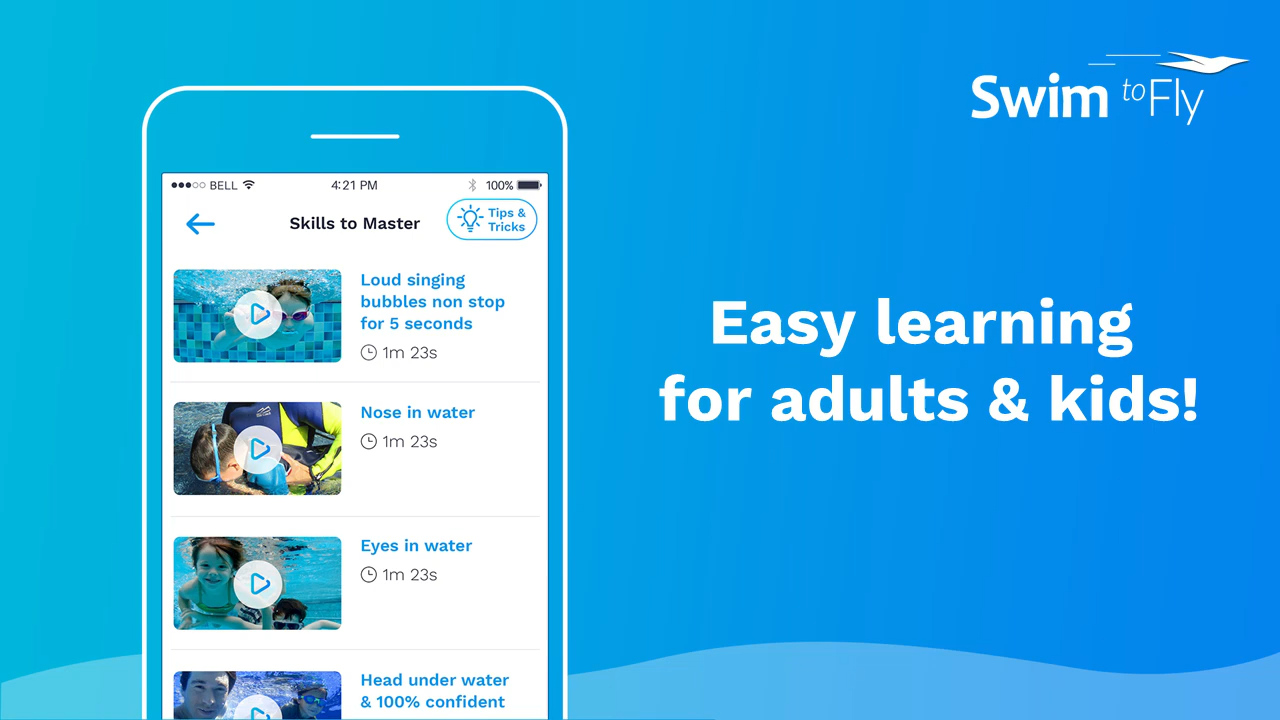 Swim to Fly
BELL
4:21 PM
100%
Skills to Master
Tips &
Tricks
Loud singing
bubbles non stop
for 5 seconds
1m 23s
Nose in water
1m 23s
Eyes in water
1m 23s
Head under water
& 100% confident
Easy learning
for adults & kids!